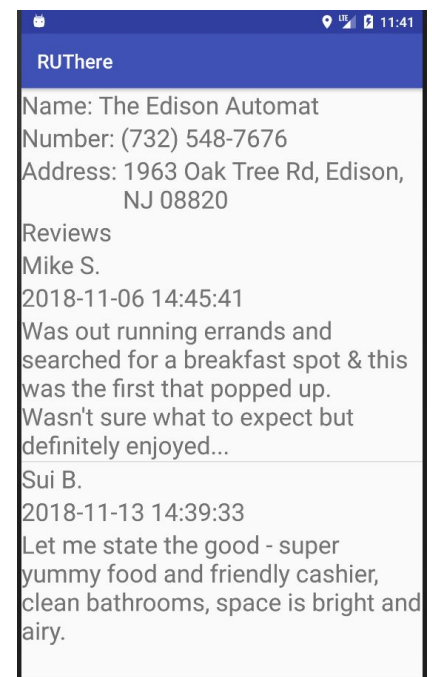 LTE 11:41
RUThere
Name: The Edison Automat
Number: (732) 548-7676
Address: 1963 Oak Tree Rd, Edison,
NJ 08820
Reviews
Mike S.
2018-11-06 14:45:41
Was out running errands and
searched for a breakfast spot & this
was the first that popped up.
Wasn't sure what to expect but
definitely enjoyed...
Sui B.
2018-11-13 14:39:33
Let me state the good - super
yummy food and friendly cashier,
clean bathrooms, space is bright and
airy.